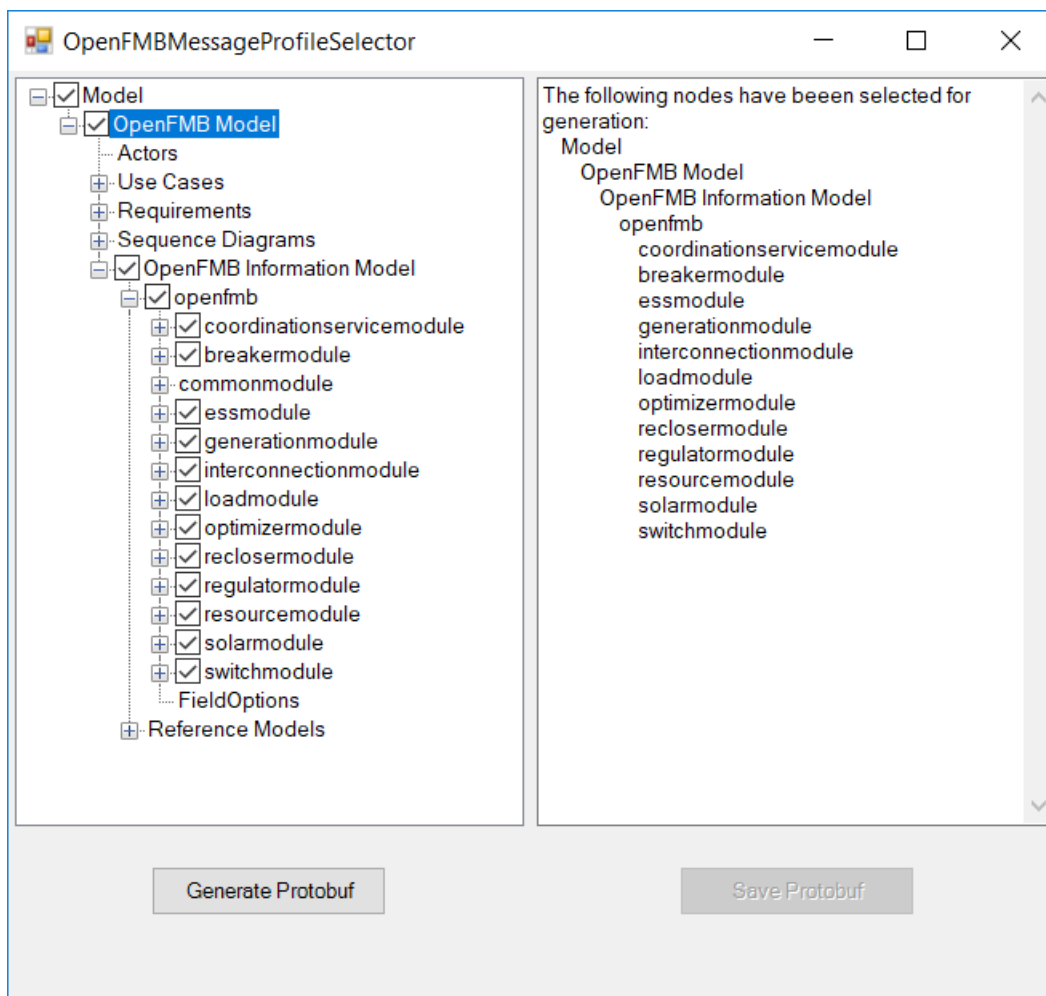 OpenFMBMessageProfileSelector
Model
OpenFMB Model
Actors
Use Cases
Requirements
Sequence Diagrams
OpenFMB Information Model
openfmb
coordinationservicemodule
breakermodule
commonmodule
essmodule
generationmodule
interconnectionmodule
loadmodule
optimizermodule
reclosermodule
regulatormodule
resourcemodule
solarmodule
switchmodule
FieldOptions
Reference Models
The following nodes have beeen selected for
generation:
Model
OpenFMB Model
OpenFMB Information Model
openfmb
coordinationservicemodule
breakermodule
essmodule
generationmodule
interconnectionmodule
loadmodule
optimizermodule
reclosermodule
regulatormodule
resourcemodule
solarmodule
switchmodule
Generate Protobuf
Save Protobuf